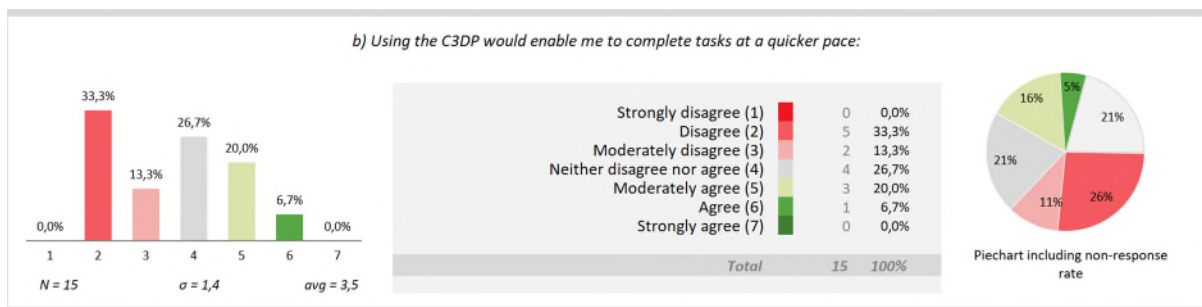 b) Using the C3DP would enable me to complete tasks at a quicker pace:
0,0%
33,3%
13,3%
26,7%
20,0%
6,7%
0,0%
1 2 3 4 5 6 7
N = 15 σ = 1,4 avg = 3,5
Strongly disagree (1) 0 0,0%
Disagree (2) 5 33,3%
Moderately disagree (3) 2 13,3%
Neither disagree nor agree (4) 4 26,7%
Moderately agree (5) 3 20,0%
Agree (6) 1 6,7%
Strongly agree (7) 0 0,0%
Total 15 100%
5%
21%
26%
11%
21%
16%
Piechart including non-response
rate